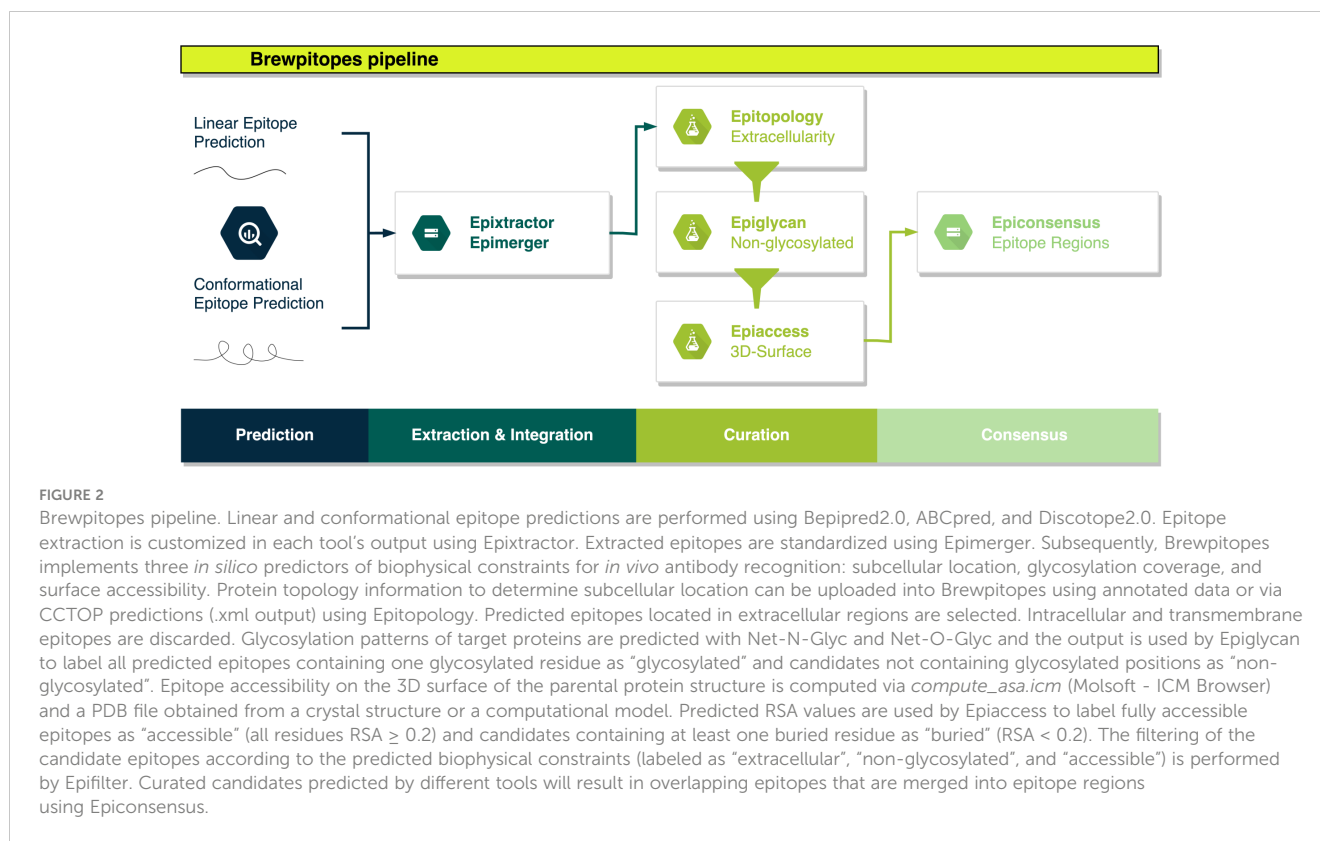 Brewpitopes pipeline
Linear Epitope
Prediction
Conformational
Epitope Prediction
Epixtractor
Epimerger
Epitopology
Extracellularity
Epiglycan
Non-glycosylated
Epiaccess
3D-Surface
Epiconsensus
Epitope Regions
Prediction
Extraction & Integration
Curation
Consensus
FIGURE 2
Brewpitopes pipeline. Linear and conformational epitope predictions are performed using Bepipred2.0, ABCpred, and Discotope2.0. Epitope
extraction is customized in each tool's output using Epixtractor. Extracted epitopes are standardized using Epimerger. Subsequently, Brewpitopes
implements three in silico predictors of biophysical constraints for in vivo antibody recognition: subcellular location, glycosylation coverage, and
surface accessibility. Protein topology information to determine subcellular location can be uploaded into Brewpitopes using annotated data or via
CCTOP predictions (.xml output) using Epitopology. Predicted epitopes located in extracellular regions are selected. Intracellular and transmembrane
epitopes are discarded. Glycosylation patterns of target proteins are predicted with Net-N-Glyc and Net-O-Glyc and the output is used by Epiglycan
to label all predicted epitopes containing one glycosylated residue as “glycosylated” and candidates not containing glycosylated positions as “non-
glycosylated”. Epitope accessibility on the 3D surface of the parental protein structure is computed via compute_asa.icm (Molsoft - ICM Browser)
and a PDB file obtained from a crystal structure or a computational model. Predicted RSA values are used by Epiaccess to label fully accessible
epitopes as “accessible” (all residues RSA ≥ 0.2) and candidates containing at least one buried residue as “buried” (RSA < 0.2). The filtering of the
candidate epitopes according to the predicted biophysical constraints (labeled as “extracellular”, “non-glycosylated”, and “accessible”) is performed
by Epifilter. Curated candidates predicted by different tools will result in overlapping epitopes that are merged into epitope regions
using Epiconsensus.